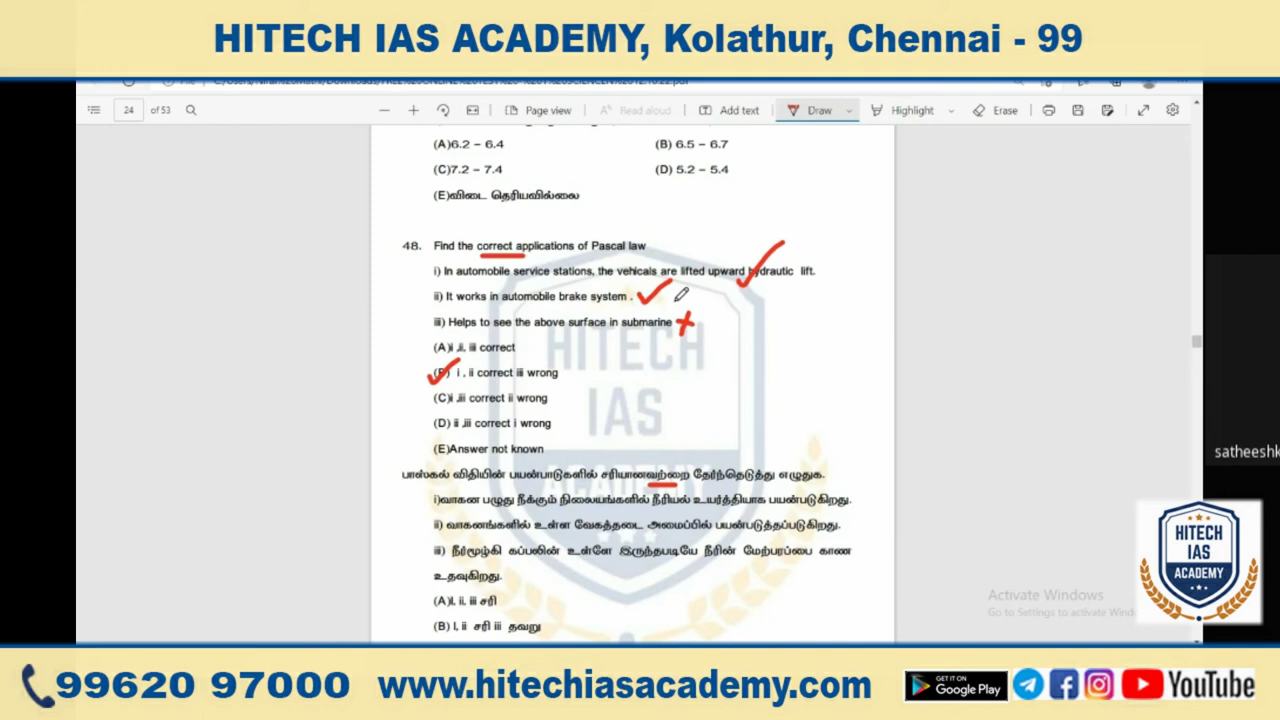 HITECH IAS ACADEMY, Kolathur, Chennai - 99
24 of 53
Page view
Read aloud
Add text
Draw
Highlight
Erase
(A)6.2 – 6.4 (B) 6.5 – 6.7
(C)7.2 – 7.4 (D) 5.2 – 5.4
(E)விடை தெரியவில்லை
48. Find the correct applications of Pascal law
i) In automobile service stations, the vehicals are lifted upward hydrautic lift.
ii) It works in automobile brake system .
iii) Helps to see the above surface in submarine
(A)i ,ii, iii correct
(B) i , ii correct iii wrong
(C)i ,iii correct ii wrong
(D) ii ,iii correct i wrong
(E)Answer not known
பாஸ்கல் விதியின் பயன்பாடுகளில் சரியானவற்றை தேர்ந்தெடுத்து எழுதுக.
i)வாகன பழுது நீக்கும் நிலையங்களில் நீரியல் உயர்த்தியாக பயன்படுகிறது.
ii) வாகனங்களில் உள்ள வேகத்தடை அமைப்பில் பயன்படுத்தப்படுகிறது.
iii) நீர்மூழ்கி கப்பலின் உள்ளே இருந்தபடியே நீரின் மேற்பரப்பை காண
உதவுகிறது.
(A)I, ii, iii சரி
(B) I, ii சரி iii தவறு
HITECH
IAS
satheeshk
HITECH
IAS
ACADEMY
Activate Windows
Go to Settings to activate Wind
99620 97000 www.hitechiasacademy.com
GET IT ON
Google Play
YouTube